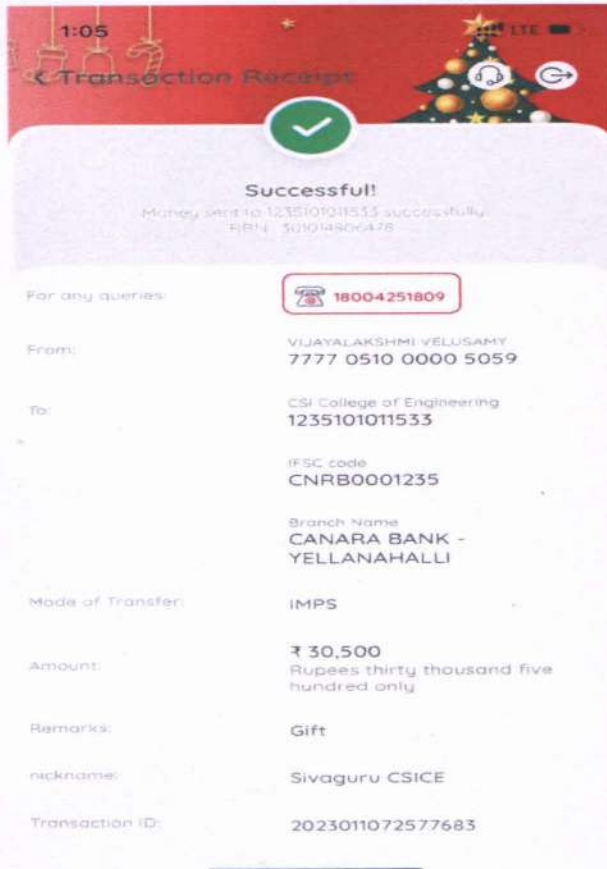 1:05
LTE
< Transaction Receipt
Successful!
Money sent to 1235101011533 successfully.
RRN : 301014906478
For any queries:
18004251809
From:
VIJAYALAKSHMI VELUSAMY
7777 0510 0000 5059
To:
CSI College of Engineering
1235101011533
IFSC code
CNRB0001235
Branch Name
CANARA BANK -
YELLANAHALLI
Mode of Transfer:
IMPS
Amount:
₹ 30,500
Rupees thirty thousand five
hundred only
Remarks:
Gift
nickname:
Sivaguru CSICE
Transaction ID:
2023011072577683